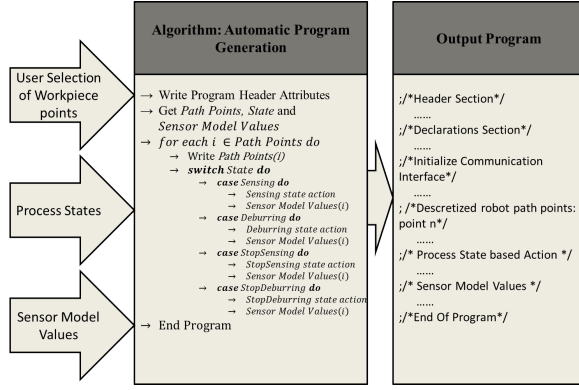 User Selection
of Workpiece
points
Process States
Sensor Model
Values
Algorithm: Automatic Program
Generation
→ Write Program Header Attributes
→ Get Path Points, State and
Sensor Model Values
→ for each i ∈ Path Points do
→ Write Path Points(i)
→ switch State do
→ case Sensing do
→ Sensing state action
→ Sensor Model Values(i)
→ case Deburring do
→ Deburring state action
→ Sensor Model Values(i)
→ case StopSensing do
→ StopSensing state action
→ Sensor Model Values(i)
→ case StopDeburring do
→ StopDeburring state action
→ Sensor Model Values(i)
→ End Program
Output Program
;/*Header Section*/
......
;/*Declarations Section*/
......
;/*Initialize Communication
Interface*/
......
; /*Descretized robot path points:
point n*/
......
;/* Process State based Action */
......
;/* Sensor Model Values */
......
;/*End Of Program*/